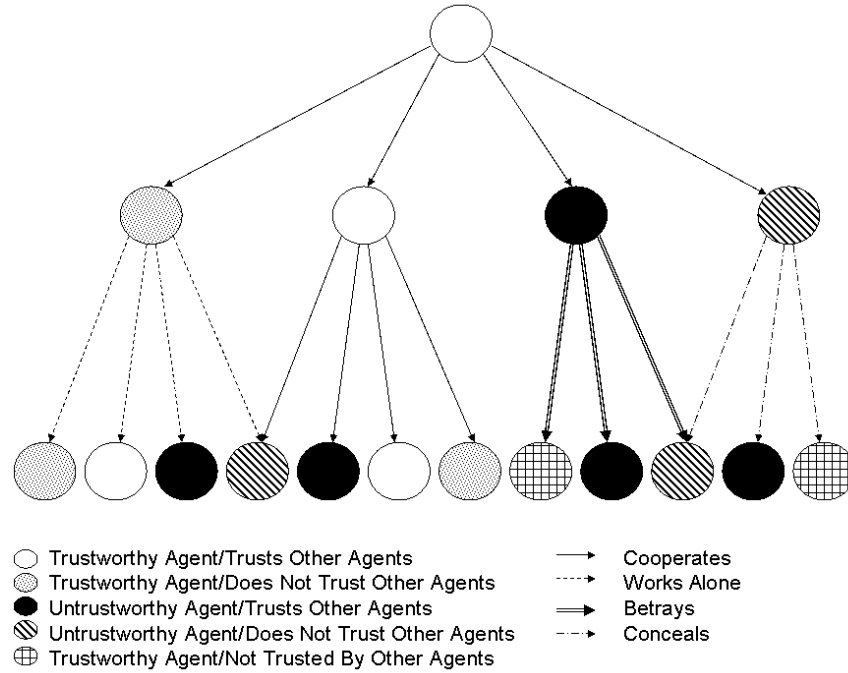 Trustworthy Agent/Trusts Other Agents
Trustworthy Agent/Does Not Trust Other Agents
Untrustworthy Agent/Trusts Other Agents
Untrustworthy Agent/Does Not Trust Other Agents
Trustworthy Agent/Not Trusted By Other Agents
Cooperates
Works Alone
Betrays
Conceals